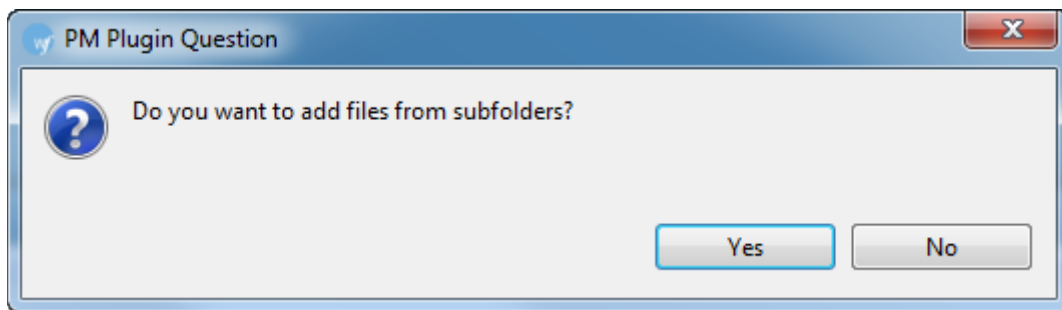 PM Plugin Question
Do you want to add files from subfolders?
Yes
No